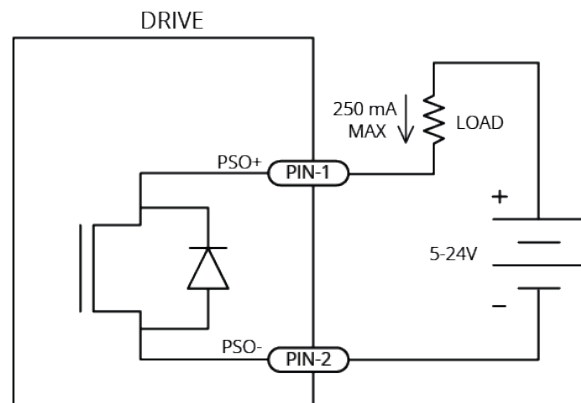 DRIVE
250 mA
MAX
LOAD
PSO+
PIN-1
+
5-24V
−
PSO-
PIN-2